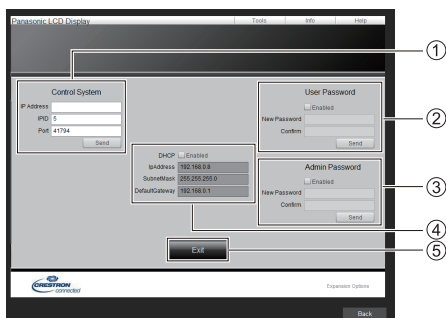 Panasonic LCD Display
Tools
Info
Help
1
Control System
IP Address
IPID 5
Port 41794
Send
User Password
Enabled
New Password
Confirm
Send
2
DHCP Enabled
IpAddress 192.168.0.8
SubnetMask 255.255.255.0
DefaultGateway 192.168.0.1
Admin Password
Enabled
New Password
Confirm
Send
3
4
Exit
5
CRESTRON
connected
Expansion Options
Back